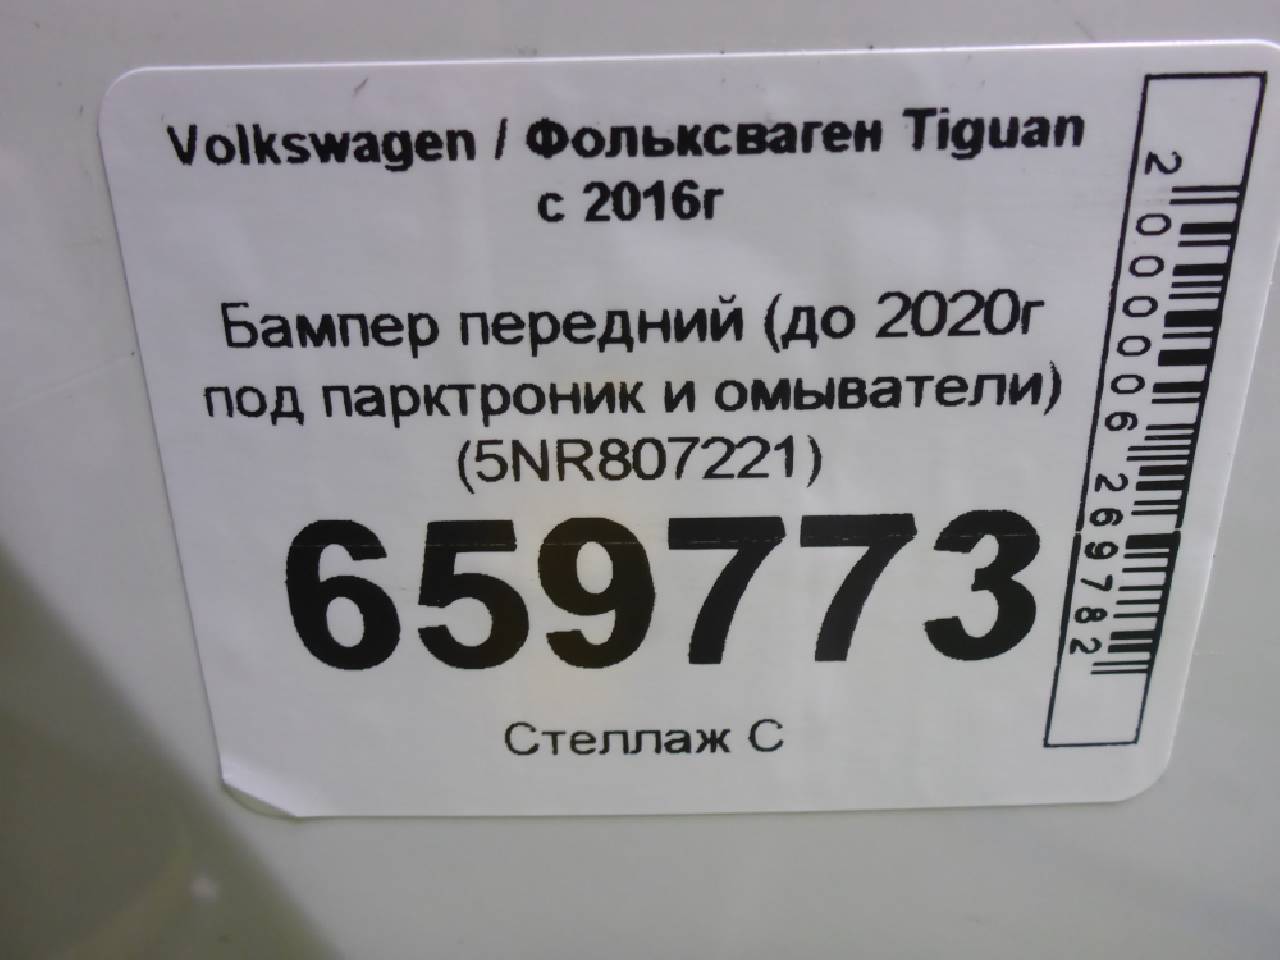 Volkswagen / Фольксваген Tiguan
с 2016г
Бампер передний (до 2020г
под парктроник и омыватели)
(5NR807221)
659773
Стеллаж С
2000006269782